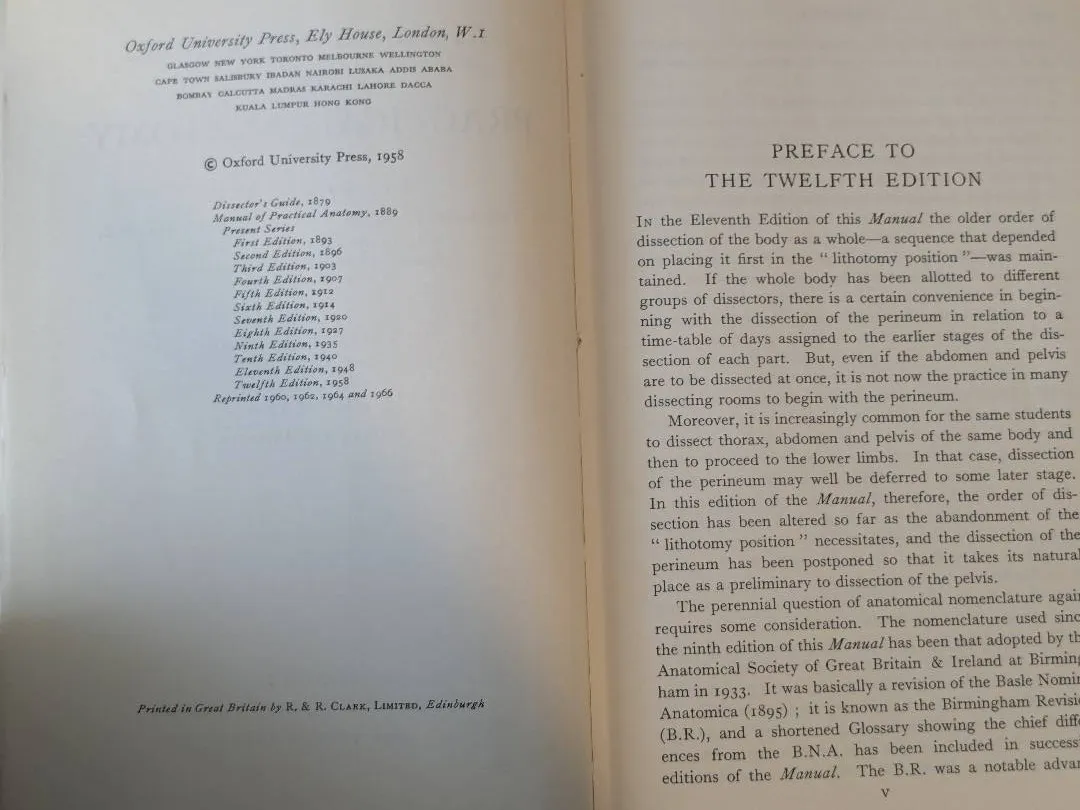 Oxford University Press, Ely House, London, W.1
GLASGOW NEW YORK TORONTO MELBOURNE WELLINGTON
CAPE TOWN SALISBURY IBADAN NAIROBI LUSAKA ADDIS ABABA
BOMBAY CALCUTTA MADRAS KARACHI LAHORE DACCA
KUALA LUMPUR HONG KONG
© Oxford University Press, 1958
Dissector's Guide, 1879
Manual of Practical Anatomy, 1889
Present Series
First Edition, 1893
Second Edition, 1896
Third Edition, 1903
Fourth Edition, 1907
Fifth Edition, 1912
Sixth Edition, 1914
Seventh Edition, 1920
Eighth Edition, 1927
Ninth Edition, 1935
Tenth Edition, 1940
Eleventh Edition, 1948
Twelfth Edition, 1958
Reprinted 1960, 1962, 1964 and 1966
Printed in Great Britain by R. & R. CLARK, LIMITED, Edinburgh
PREFACE TO
THE TWELFTH EDITION
IN the Eleventh Edition of this Manual the older order of
dissection of the body as a whole—a sequence that depended
on placing it first in the “ lithotomy position ”—was main-
tained. If the whole body has been allotted to different
groups of dissectors, there is a certain convenience in begin-
ning with the dissection of the perineum in relation to a
time-table of days assigned to the earlier stages of the dis-
section of each part. But, even if the abdomen and pelvis
are to be dissected at once, it is not now the practice in many
dissecting rooms to begin with the perineum.
Moreover, it is increasingly common for the same students
to dissect thorax, abdomen and pelvis of the same body and
then to proceed to the lower limbs. In that case, dissection
of the perineum may well be deferred to some later stage.
In this edition of the Manual, therefore, the order of dis-
section has been altered so far as the abandonment of the
“ lithotomy position ” necessitates, and the dissection of the
perineum has been postponed so that it takes its natural
place as a preliminary to dissection of the pelvis.
The perennial question of anatomical nomenclature agai
requires some consideration. The nomenclature used sinc
the ninth edition of this Manual has been that adopted by th
Anatomical Society of Great Britain & Ireland at Birming
ham in 1933. It was basically a revision of the Basle Nomi
Anatomica (1895) ; it is known as the Birmingham Revisi
(B.R.), and a shortened Glossary showing the chief diffe
ences from the B.N.A. has been included in success
editions of the Manual. The B.R. was a notable advan
v